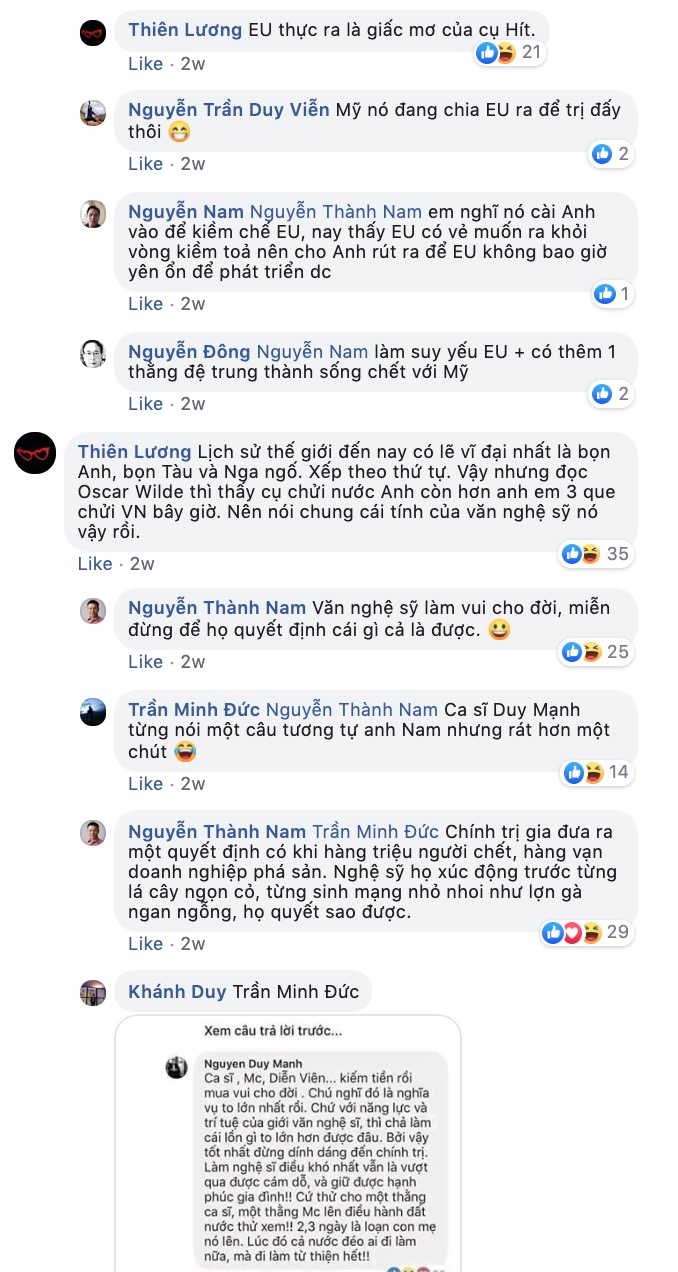 Thiên Lương EU thực ra là giấc mơ của cụ Hít.
21
Like · 2w
Nguyễn Trần Duy Viễn Mỹ nó đang chia EU ra để trị đấy
thôi 😁
2
Like · 2w
Nguyễn Nam Nguyễn Thành Nam em nghĩ nó cài Anh
vào để kiềm chế EU, nay thấy EU có vẻ muốn ra khỏi
vòng kiềm toả nên cho Anh rút ra để EU không bao giờ
yên ổn để phát triển dc
1
Like · 2w
Nguyễn Đông Nguyễn Nam làm suy yếu EU + có thêm 1
thằng đệ trung thành sống chết với Mỹ
2
Like · 2w
Thiên Lương Lịch sử thế giới đến nay có lẽ vĩ đại nhất là bọn
Anh, bọn Tàu và Nga ngố. Xếp theo thứ tự. Vậy nhưng đọc
Oscar Wilde thì thấy cụ chửi nước Anh còn hơn anh em 3 que
chửi VN bây giờ. Nên nói chung cái tính của văn nghệ sỹ nó
vậy rồi.
35
Like · 2w
Nguyễn Thành Nam Văn nghệ sỹ làm vui cho đời, miễn
đừng để họ quyết định cái gì cả là được. 😀
25
Like · 2w
Trần Minh Đức Nguyễn Thành Nam Ca sĩ Duy Mạnh
từng nói một câu tương tự anh Nam nhưng rát hơn một
chút 😂
14
Like · 2w
Nguyễn Thành Nam Trần Minh Đức Chính trị gia đưa ra
một quyết định có khi hàng triệu người chết, hàng vạn
doanh nghiệp phá sản. Nghệ sỹ họ xúc động trước từng
lá cây ngọn cỏ, từng sinh mạng nhỏ nhoi như lợn gà
ngan ngỗng, họ quyết sao được.
29
Like · 2w
Khánh Duy Trần Minh Đức
Xem câu trả lời trước...
Nguyen Duy Manh
Ca sĩ , Mc, Diễn Viên... kiếm tiền rồi
mua vui cho đời . Chú nghĩ đó là nghĩa
vụ to lớn nhất rồi. Chứ với năng lực và
trí tuệ của giới văn nghệ sĩ, thì chả làm
cái lồn gì to lớn hơn được đâu. Bởi vậy
tốt nhất đừng dính dáng đến chính trị.
Làm nghệ sĩ điều khó nhất vẫn là vượt
qua được cám dỗ, và giữ được hạnh
phúc gia đình!! Cứ thử cho một thằng
ca sĩ, một thằng Mc lên điều hành đất
nước thử xem!! 2,3 ngày là loạn con mẹ
nó lên. Lúc đó cả nước đéo ai đi làm
nữa, mà đi làm từ thiện hết!!